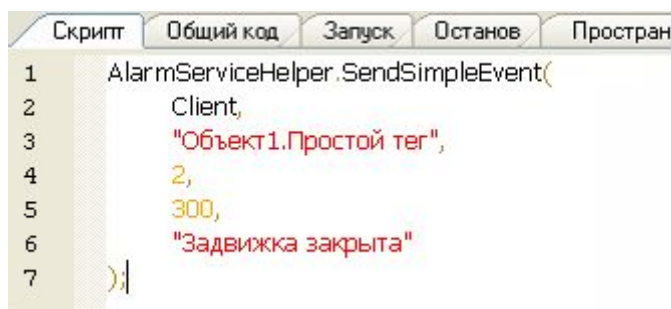 Скрипт Общий код Запуск Останов Простран
1 AlarmServiceHelper.SendSimpleEvent(
2 Client,
3 "Объект1.Простой тег",
4 2,
5 300,
6 "Задвижка закрыта"
7 );